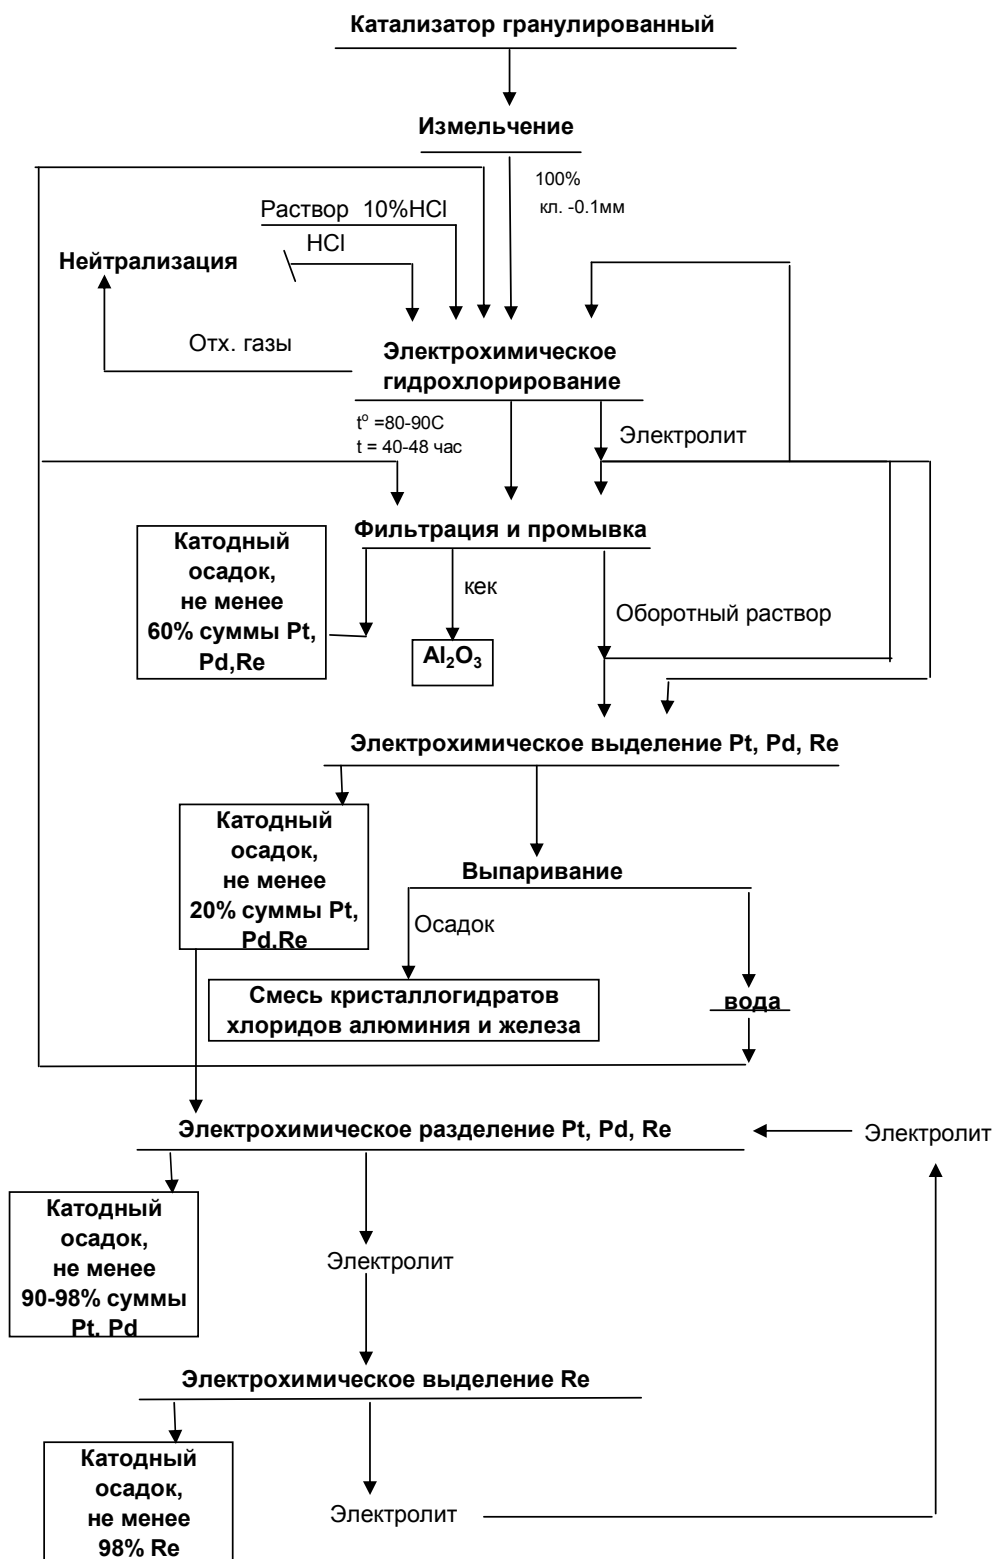 Катализатор гранулированный
Измельчение
100%
кл. -0.1мм
Раствор 10%HCl
HCl
Нейтрализация
Отх. газы
Электрохимическое
гидрохлорирование
t° =80-90C
t = 40-48 час
Электролит
Фильтрация и промывка
Катодный
осадок,
не менее
60% суммы Pt,
Pd,Re
кек
Al₂O₃
Оборотный раствор
Электрохимическое выделение Pt, Pd, Re
Катодный
осадок,
не менее
20% суммы Pt,
Pd.Re
Выпаривание
Осадок
Смесь кристаллогидратов
хлоридов алюминия и железа
вода
Электрохимическое разделение Pt, Pd, Re
Электролит
Катодный
осадок,
не менее
90-98% суммы
Pt. Pd
Электролит
Электрохимическое выделение Re
Катодный
осадок,
не менее
98% Re
Электролит